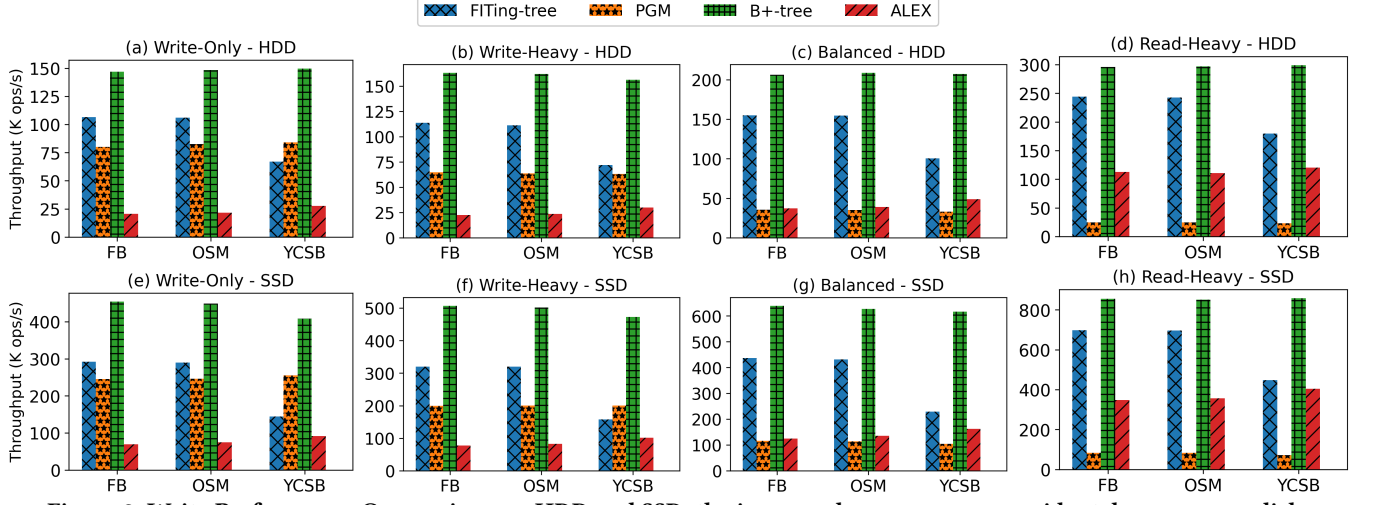 FITing-tree PGM B+-tree ALEX
(a) Write-Only - HDD
Throughput (K ops/s)
150
125
100
75
50
25
0
FB OSM YCSB
(b) Write-Heavy - HDD
150
125
100
75
50
25
0
FB OSM YCSB
(c) Balanced - HDD
200
150
100
50
0
FB OSM YCSB
(d) Read-Heavy - HDD
300
250
200
150
100
50
0
FB OSM YCSB
(e) Write-Only - SSD
Throughput (K ops/s)
400
300
200
100
0
FB OSM YCSB
(f) Write-Heavy - SSD
500
400
300
200
100
0
FB OSM YCSB
(g) Balanced - SSD
600
500
400
300
200
100
0
FB OSM YCSB
(h) Read-Heavy - SSD
800
600
400
200
0
FB OSM YCSB